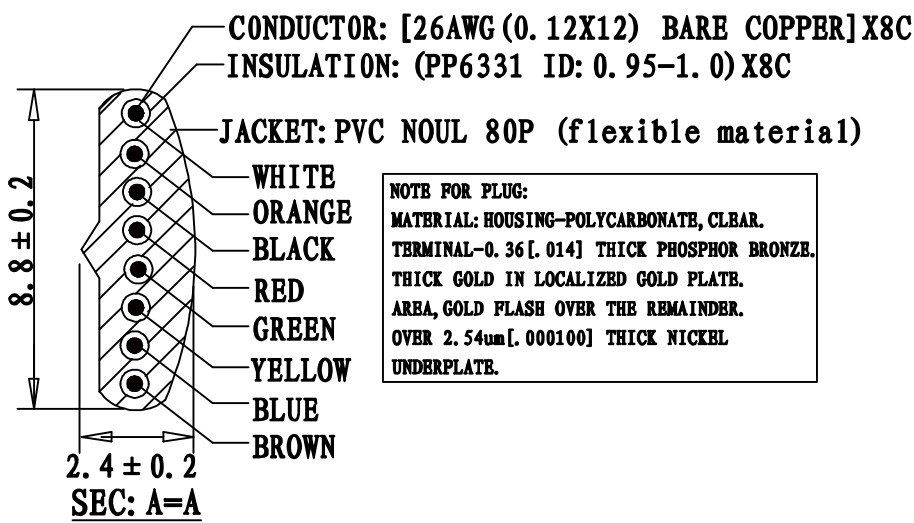 CONDUCTOR: [26AWG(0.12X12) BARE COPPER]X8C
INSULATION: (PP6331 ID: 0.95-1.0)X8C
JACKET: PVC NOUL 80P (flexible material)
WHITE
ORANGE
BLACK
RED
GREEN
YELLOW
BLUE
BROWN
8.8±0.2
2.4±0.2
SEC: A=A
NOTE FOR PLUG:
MATERIAL: HOUSING-POLYCARBONATE, CLEAR.
TERMINAL-0.36[.014] THICK PHOSPHOR BRONZE.
THICK GOLD IN LOCALIZED GOLD PLATE.
AREA, GOLD FLASH OVER THE REMAINDER.
OVER 2.54um[.000100] THICK NICKEL
UNDERPLATE.